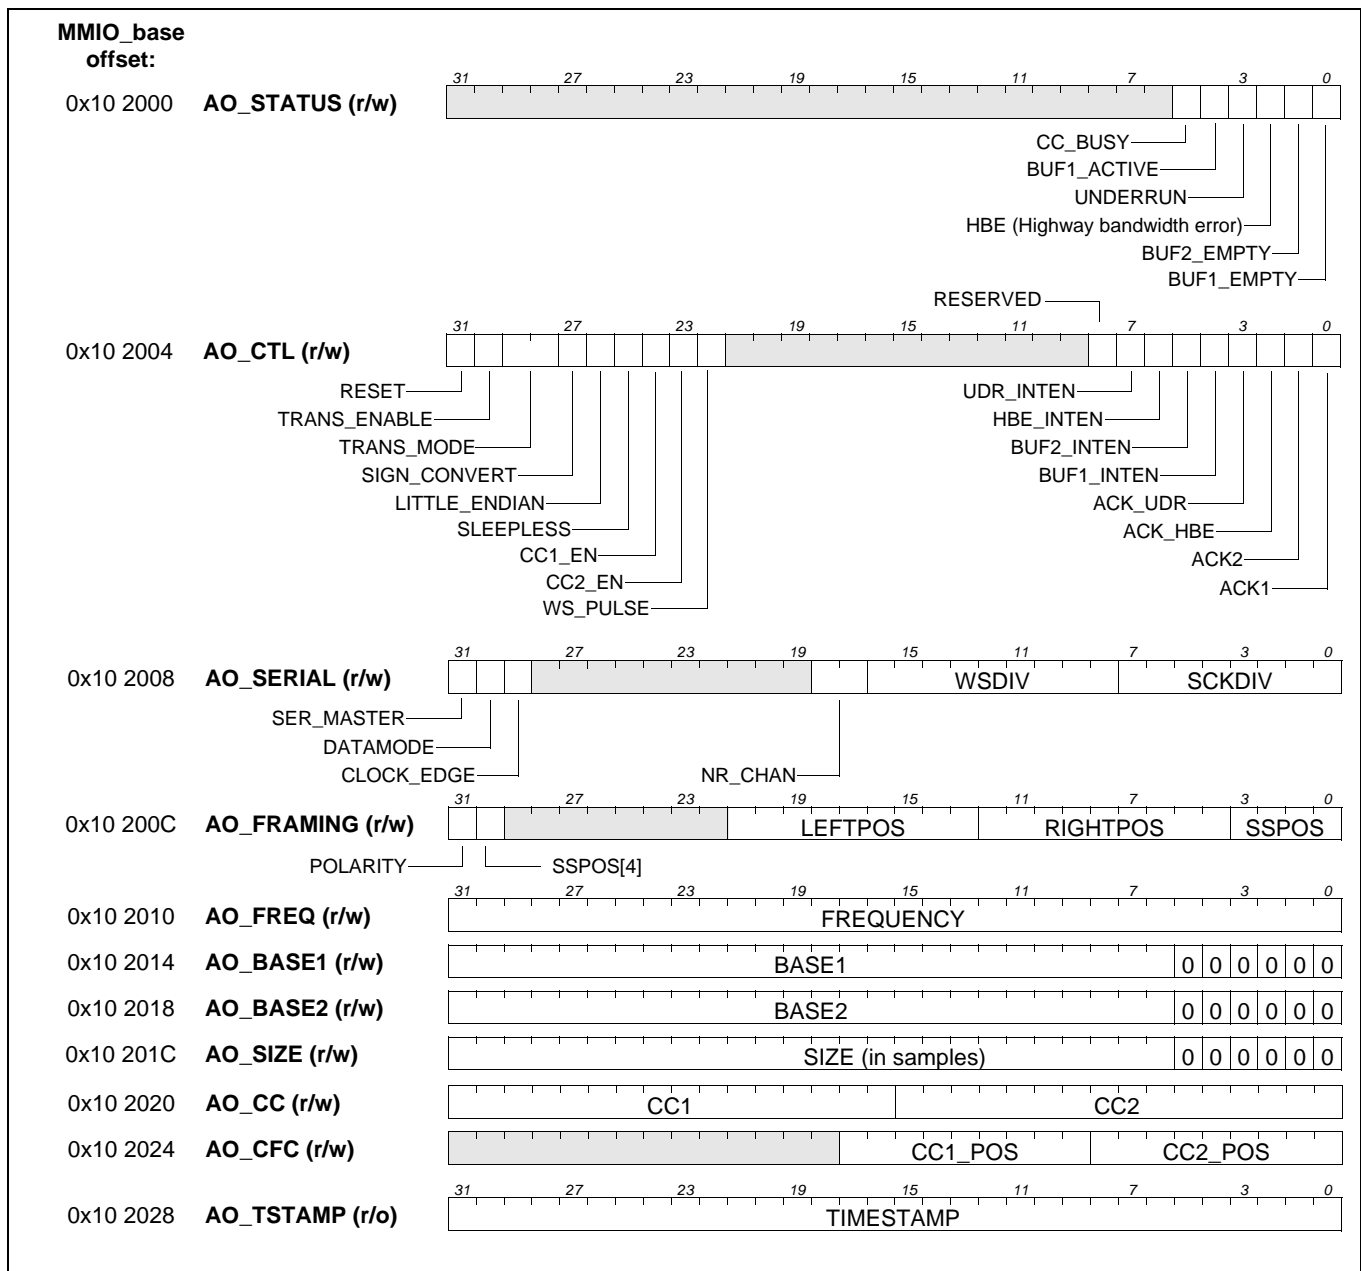 MMIO_base
offset:
31 27 23 19 15 11 7 3 0
0x10 2000 AO_STATUS (r/w)
CC_BUSY
BUF1_ACTIVE
UNDERRUN
HBE (Highway bandwidth error)
BUF2_EMPTY
BUF1_EMPTY
RESERVED
31 27 23 19 15 11 7 3 0
0x10 2004 AO_CTL (r/w)
RESET UDR_INTEN
TRANS_ENABLE HBE_INTEN
TRANS_MODE BUF2_INTEN
SIGN_CONVERT BUF1_INTEN
LITTLE_ENDIAN ACK_UDR
SLEEPLESS ACK_HBE
CC1_EN ACK2
CC2_EN ACK1
WS_PULSE
31 27 23 19 15 11 7 3 0
0x10 2008 AO_SERIAL (r/w) WSDIV SCKDIV
SER_MASTER
DATAMODE
CLOCK_EDGE NR_CHAN
31 27 23 19 15 11 7 3 0
0x10 200C AO_FRAMING (r/w) LEFTPOS RIGHTPOS SSPOS
POLARITY SSPOS[4]
31 27 23 19 15 11 7 3 0
0x10 2010 AO_FREQ (r/w) FREQUENCY
0x10 2014 AO_BASE1 (r/w) BASE1 0 0 0 0 0 0
0x10 2018 AO_BASE2 (r/w) BASE2 0 0 0 0 0 0
0x10 201C AO_SIZE (r/w) SIZE (in samples) 0 0 0 0 0 0
0x10 2020 AO_CC (r/w) CC1 CC2
0x10 2024 AO_CFC (r/w) CC1_POS CC2_POS
31 27 23 19 15 11 7 3 0
0x10 2028 AO_TSTAMP (r/o) TIMESTAMP